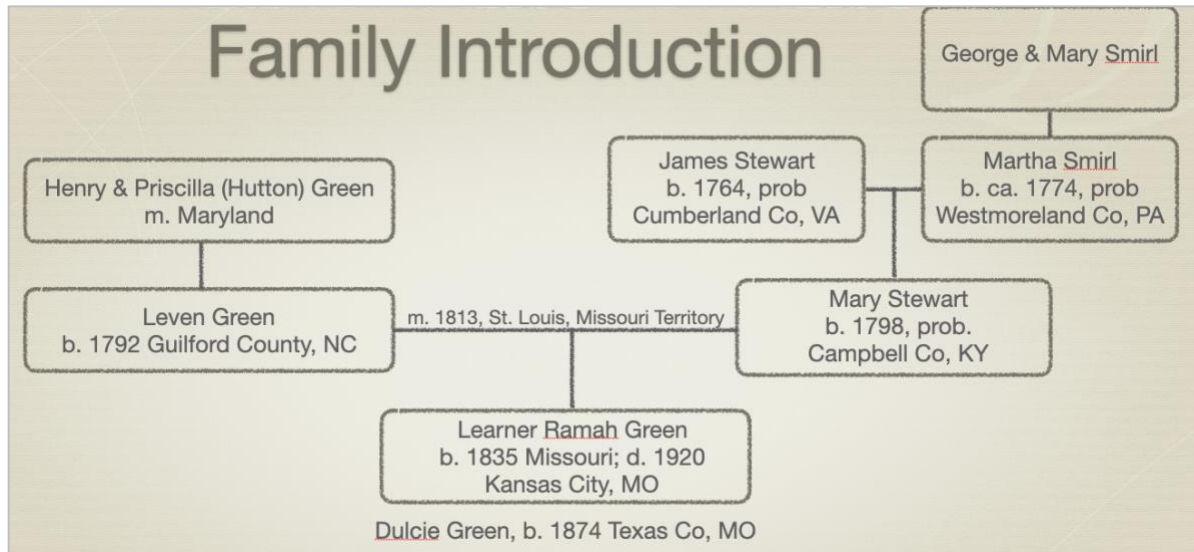 Family Introduction
George & Mary Smirl
James Stewart
b. 1764, prob
Cumberland Co, VA
Martha Smirl
b. ca. 1774, prob
Westmoreland Co, PA
Henry & Priscilla (Hutton) Green
m. Maryland
Leven Green
b. 1792 Guilford County, NC
m. 1813, St. Louis, Missouri Territory
Mary Stewart
b. 1798, prob.
Campbell Co, KY
Learner Ramah Green
b. 1835 Missouri; d. 1920
Kansas City, MO
Dulcie Green, b. 1874 Texas Co, MO